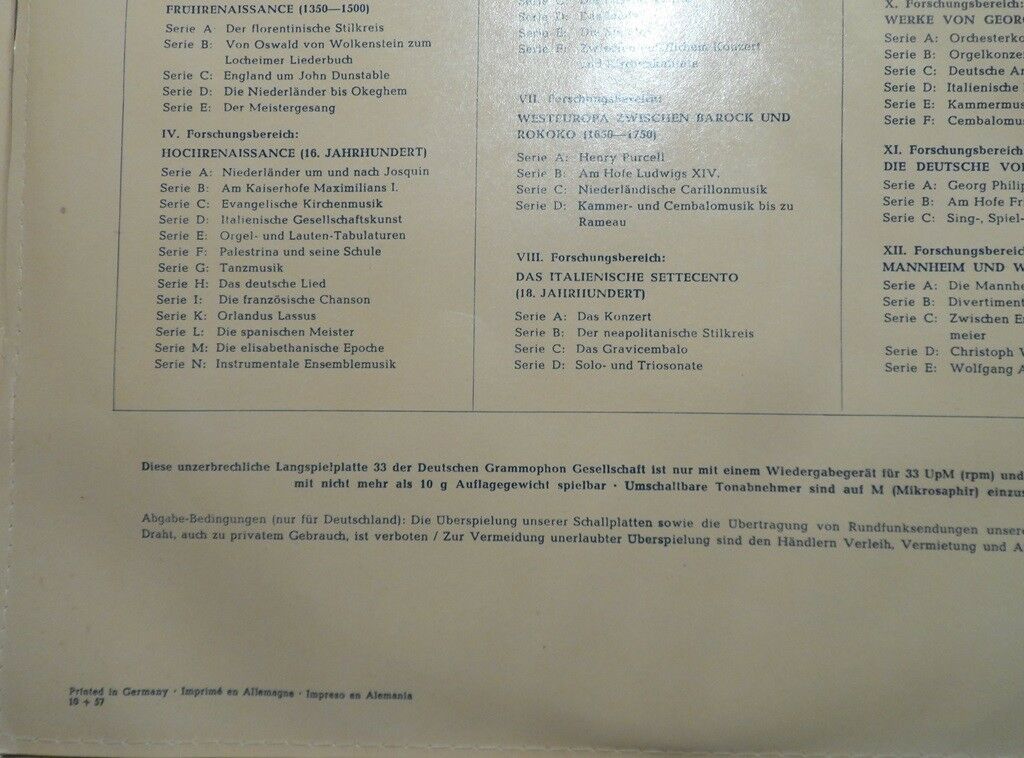 FRÜHRENAISSANCE (1350—1500)
Serie A Der florentinische Stilkreis
Serie B: Von Oswald von Wolkenstein zum
Locheimer Liederbuch
Serie C: England um John Dunstable
Serie D: Die Niederländer bis Okeghem
Serie E: Der Meistergesang
IV. Forschungsbereich:
HOCHRENAISSANCE (16. JAHRHUNDERT)
Serie A: Niederländer um und nach Josquin
Serie B: Am Kaiserhofe Maximilians I.
Serie C: Evangelische Kirchenmusik
Serie D: Italienische Gesellschaftskunst
Serie E: Orgel- und Lauten-Tabulaturen
Serie F: Palestrina und seine Schule
Serie G: Tanzmusik
Serie H: Das deutsche Lied
Serie I: Die französische Chanson
Serie K: Orlandus Lassus
Serie L: Die spanischen Meister
Serie M: Die elisabethanische Epoche
Serie N: Instrumentale Ensemblemusik
Serie D:
Serie E: Die
Serie F: Zwischen Konzert
und
VII. Forschungsbereich:
WESTEUROPA ZWISCHEN BAROCK UND
ROKOKO (1650—1750)
Serie A: Henry Purcell
Serie B: Am Hofe Ludwigs XIV.
Serie C: Niederländische Carillonmusik
Serie D: Kammer- und Cembalomusik bis zu
Rameau
VIII. Forschungsbereich:
DAS ITALIENISCHE SETTECENTO
(18. JAHRHUNDERT)
Serie A: Das Konzert
Serie B: Der neapolitanische Stilkreis
Serie C: Das Gravicembalo
Serie D: Solo- und Triosonate
X. Forschungsbereich:
WERKE VON GEORG
Serie A: Orchesterko
Serie B: Orgelkonze
Serie C: Deutsche Ar
Serie D: Italienische
Serie E: Kammermus
Serie F: Cembalomu
XI. Forschungsbereich
DIE DEUTSCHE VO
Serie A: Georg Philip
Serie B: Am Hofe Fr
Serie C: Sing-, Spiel-
XII. Forschungsbereic
MANNHEIM UND W
Serie A: Die Mannhe
Serie B: Divertiment
Serie C: Zwischen E
meier
Serie D: Christoph W
Serie E: Wolfgang A
Diese unzerbrechliche Langspielplatte 33 der Deutschen Grammophon Gesellschaft ist nur mit einem Wiedergabegerät für 33 UpM (rpm) und
mit nicht mehr als 10 g Auflagegewicht spielbar · Umschaltbare Tonabnehmer sind auf M (Mikrosaphir) einzus
Abgabe-Bedingungen (nur für Deutschland): Die Überspielung unserer Schallplatten sowie die Übertragung von Rundfunksendungen unsere
Draht, auch zu privatem Gebrauch, ist verboten / Zur Vermeidung unerlaubter Überspielung sind den Händlern Verleih, Vermietung und A
Printed in Germany · Imprimé en Allemagne · Impreso en Alemania
10 + 57